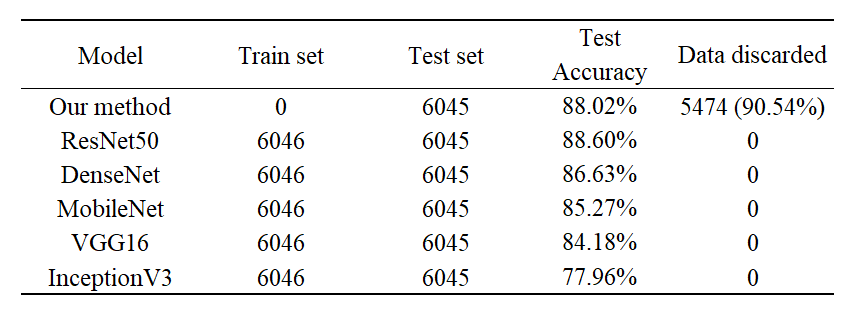 Model Train set Test set Test Accuracy Data discarded
Our method 0 6045 88.02% 5474 (90.54%)
ResNet50 6046 6045 88.60% 0
DenseNet 6046 6045 86.63% 0
MobileNet 6046 6045 85.27% 0
VGG16 6046 6045 84.18% 0
InceptionV3 6046 6045 77.96% 0